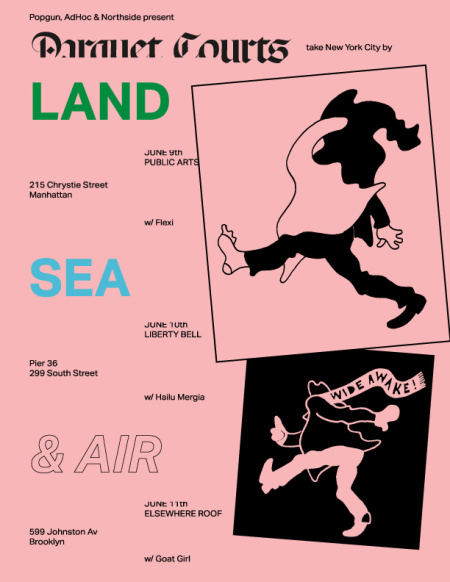 Popgun, AdHoc & Northside present
Parquet Courts take New York City by
LAND
JUNE 9th
PUBLIC ARTS
215 Chrystie Street
Manhattan
w/ Flexi
SEA
JUNE 10th
LIBERTY BELL
Pier 36
299 South Street
w/ Hailu Mergia
WIDE AWAKE!
& AIR
JUNE 11th
ELSEWHERE ROOF
599 Johnston Av
Brooklyn
w/ Goat Girl